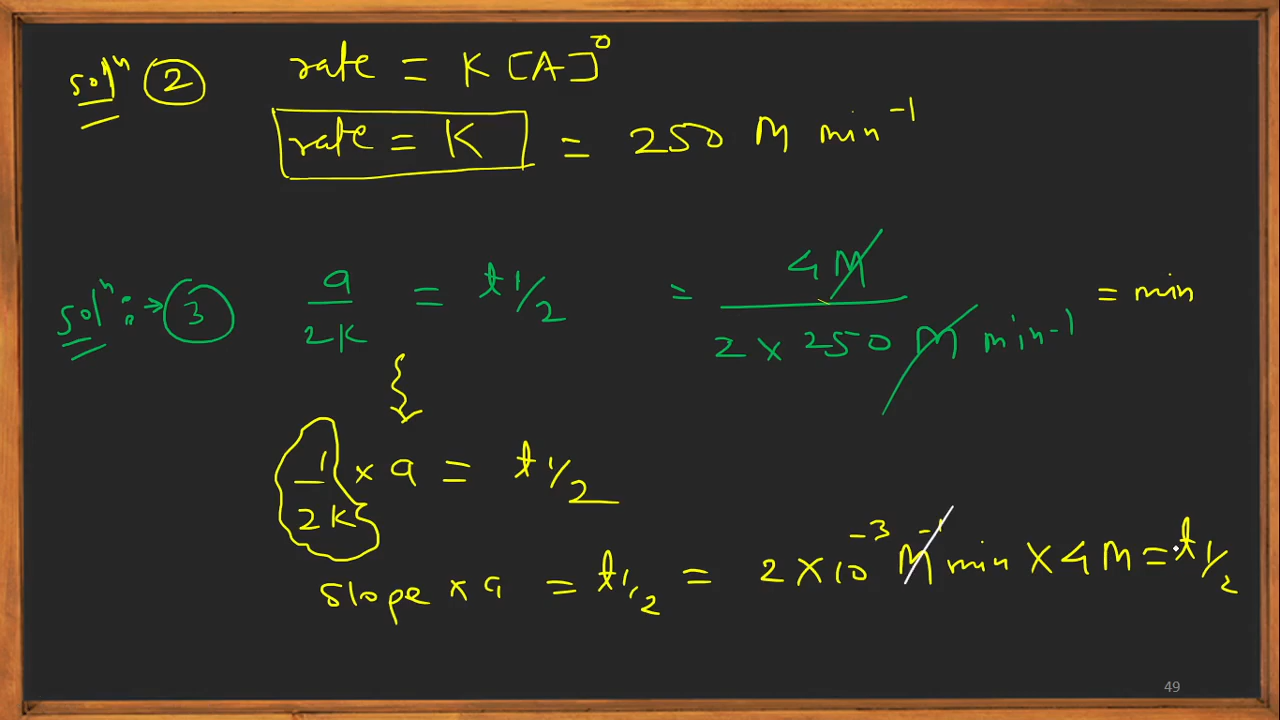 solⁿ ② rate = K [A]⁰
rate = K = 250 M min⁻¹
solⁿ :→ ③ a/2K = t1/2 = 4M / 2 × 250 M min-1 = min
1/2K × a = t1/2
slope × a = t1/2 = 2 × 10⁻³ M⁻¹ min × 4 M = t1/2
49